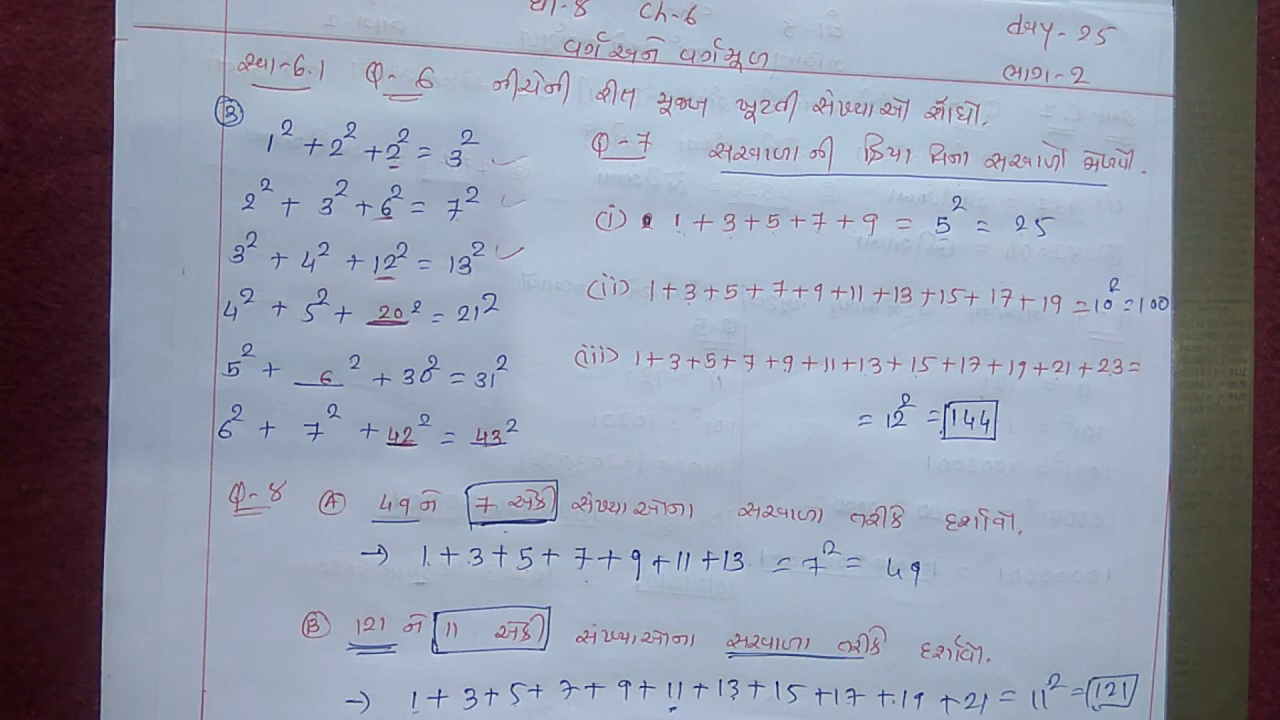 ધો-8 Ch-6 day-25
વર્ગ અને વર્ગમૂળ ભાગ-2
સ્વા-6.1 Q-6 નીચેની રીત મુજબ ખૂટતી સંખ્યાઓ શોધો.
Ⓑ
1² + 2² + 2² = 3²
2² + 3² + 6² = 7²
3² + 4² + 12² = 13²
4² + 5² + 20² = 21²
5² + 6² + 30² = 31²
6² + 7² + 42² = 43²
Q-7 સરવાળાની ક્રિયા વિના સરવાળો મેળવો.
(i) 1+3+5+7+9 = 5² = 25
(ii) 1+3+5+7+9+11+13+15+17+19 = 10² = 100
(iii) 1+3+5+7+9+11+13+15+17+19+21+23=
= 12² = 144
Q-8 Ⓐ 49 ને 7 એકી સંખ્યાઓના સરવાળા તરીકે દર્શાવો.
→ 1+3+5+7+9+11+13 = 7² = 49
Ⓑ 121 ને 11 એકી સંખ્યાઓના સરવાળા તરીકે દર્શાવો.
→ 1+3+5+7+9+11+13+15+17+19+21 = 11² = 121